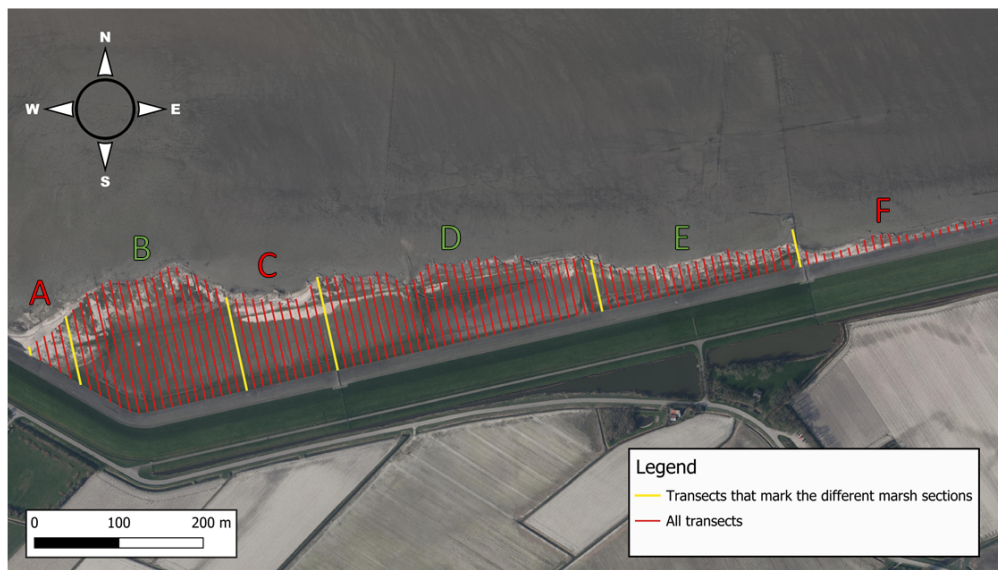 N
W E
S
A B C D E F
Legend
Transects that mark the different marsh sections
All transects
0 100 200 m